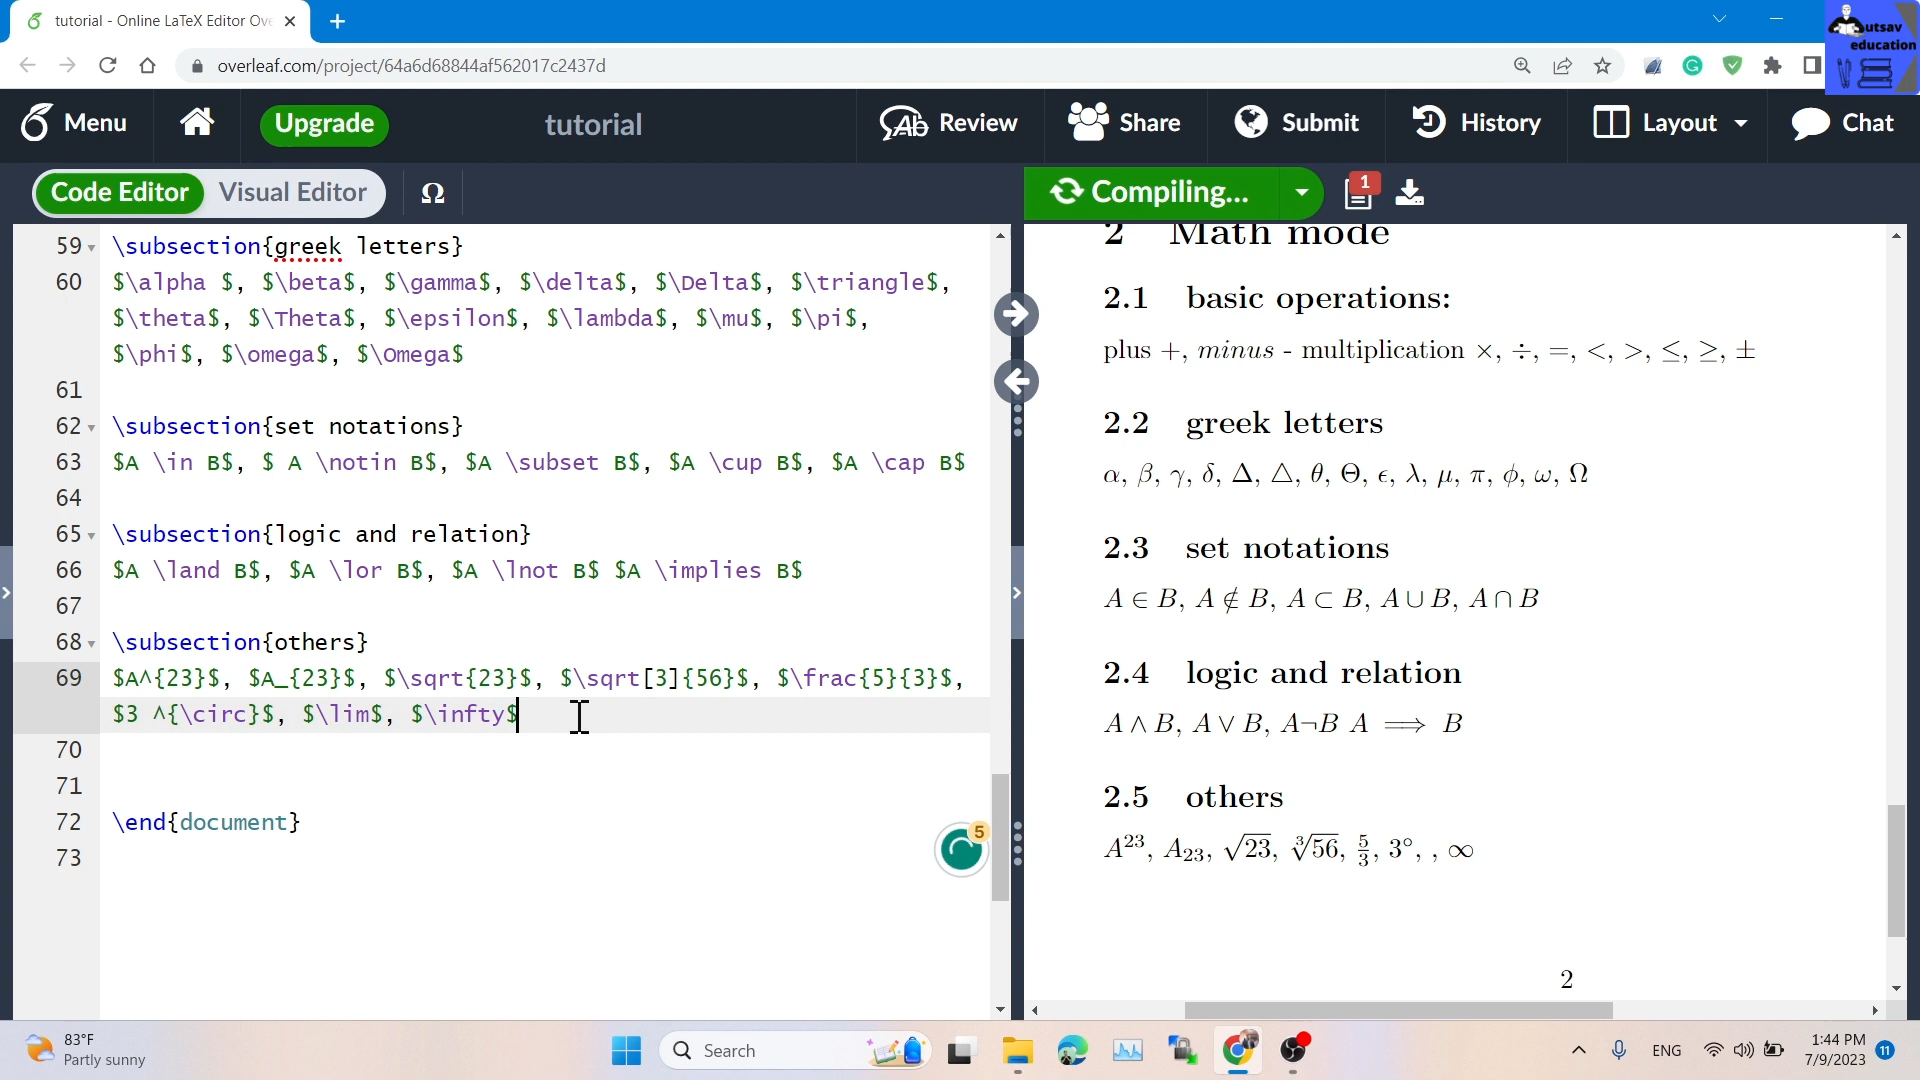 tutorial - Online LaTeX Editor Ove
overleaf.com/project/64a6d68844af562017c2437d
utsav
education
Menu
Upgrade
tutorial
Review
Share
Submit
History
Layout
Chat
Code Editor
Visual Editor
Ω
Compiling...
1
59 \subsection{greek letters}
60 $\alpha $, $\beta$, $\gamma$, $\delta$, $\Delta$, $\triangle$,
$\theta$, $\Theta$, $\epsilon$, $\lambda$, $\mu$, $\pi$,
$\phi$, $\omega$, $\Omega$
61
62 \subsection{set notations}
63 $A \in B$, $ A \notin B$, $A \subset B$, $A \cup B$, $A \cap B$
64
65 \subsection{logic and relation}
66 $A \land B$, $A \lor B$, $A \lnot B$ $A \implies B$
67
68 \subsection{others}
69 $A^{23}$, $A_{23}$, $\sqrt{23}$, $\sqrt[3]{56}$, $\frac{5}{3}$,
$3 ^{\circ}$, $\lim$, $\infty$
70
71
72 \end{document}
73
5
2 Math mode
2.1 basic operations:
plus +, minus - multiplication ×, ÷, =, <, >, ≤, ≥, ±
2.2 greek letters
α, β, γ, δ, Δ, △, θ, Θ, ϵ, λ, μ, π, ϕ, ω, Ω
2.3 set notations
A ∈ B, A ∉ B, A ⊂ B, A ∪ B, A ∩ B
2.4 logic and relation
A ∧ B, A ∨ B, A¬B A ⟹ B
2.5 others
A²³, A₂₃, √23, ∛56, 5/3, 3°, , ∞
2
83°F
Partly sunny
Search
ENG
1:44 PM
7/9/2023
11